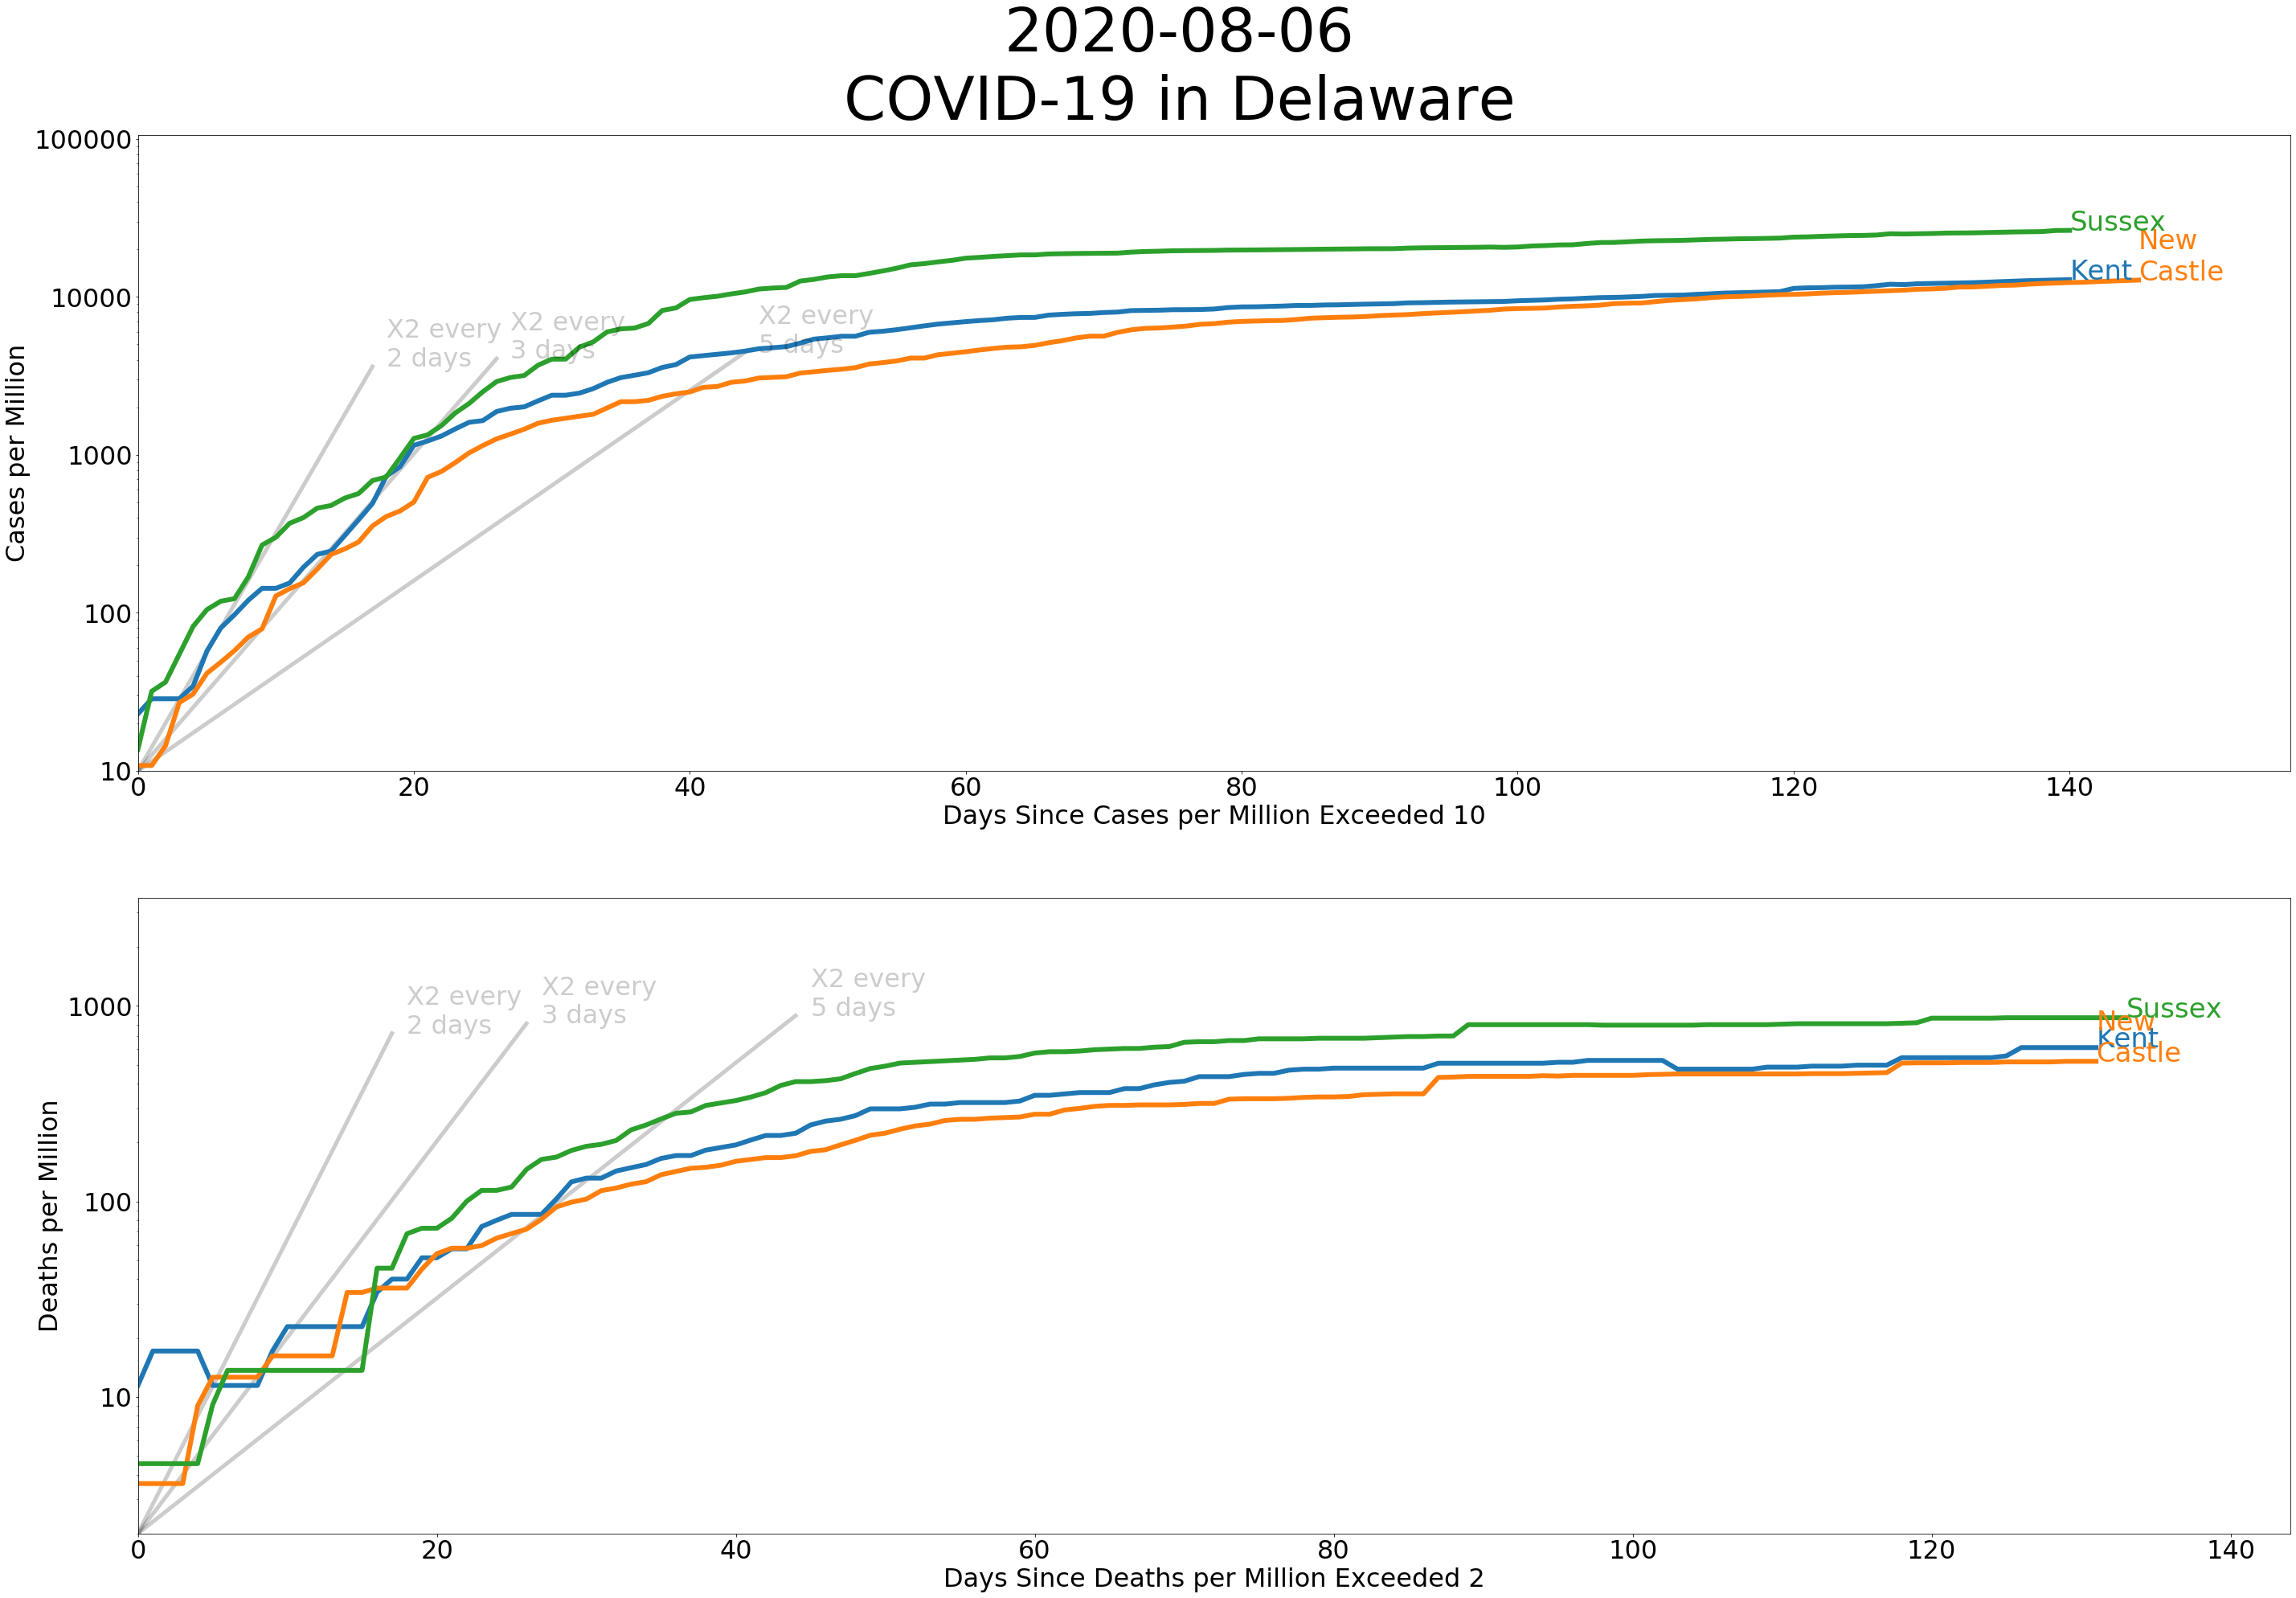 2020-08-06
COVID-19 in Delaware
100000
10000
1000
100
10
Cases per Million
X2 every
2 days
X2 every
3 days
X2 every
5 days
Sussex
New
Castle
Kent
0
20
40
60
80
100
120
140
Days Since Cases per Million Exceeded 10
1000
100
10
Deaths per Million
X2 every
2 days
X2 every
3 days
X2 every
5 days
Sussex
New
Castle
Kent
0
20
40
60
80
100
120
140
Days Since Deaths per Million Exceeded 2